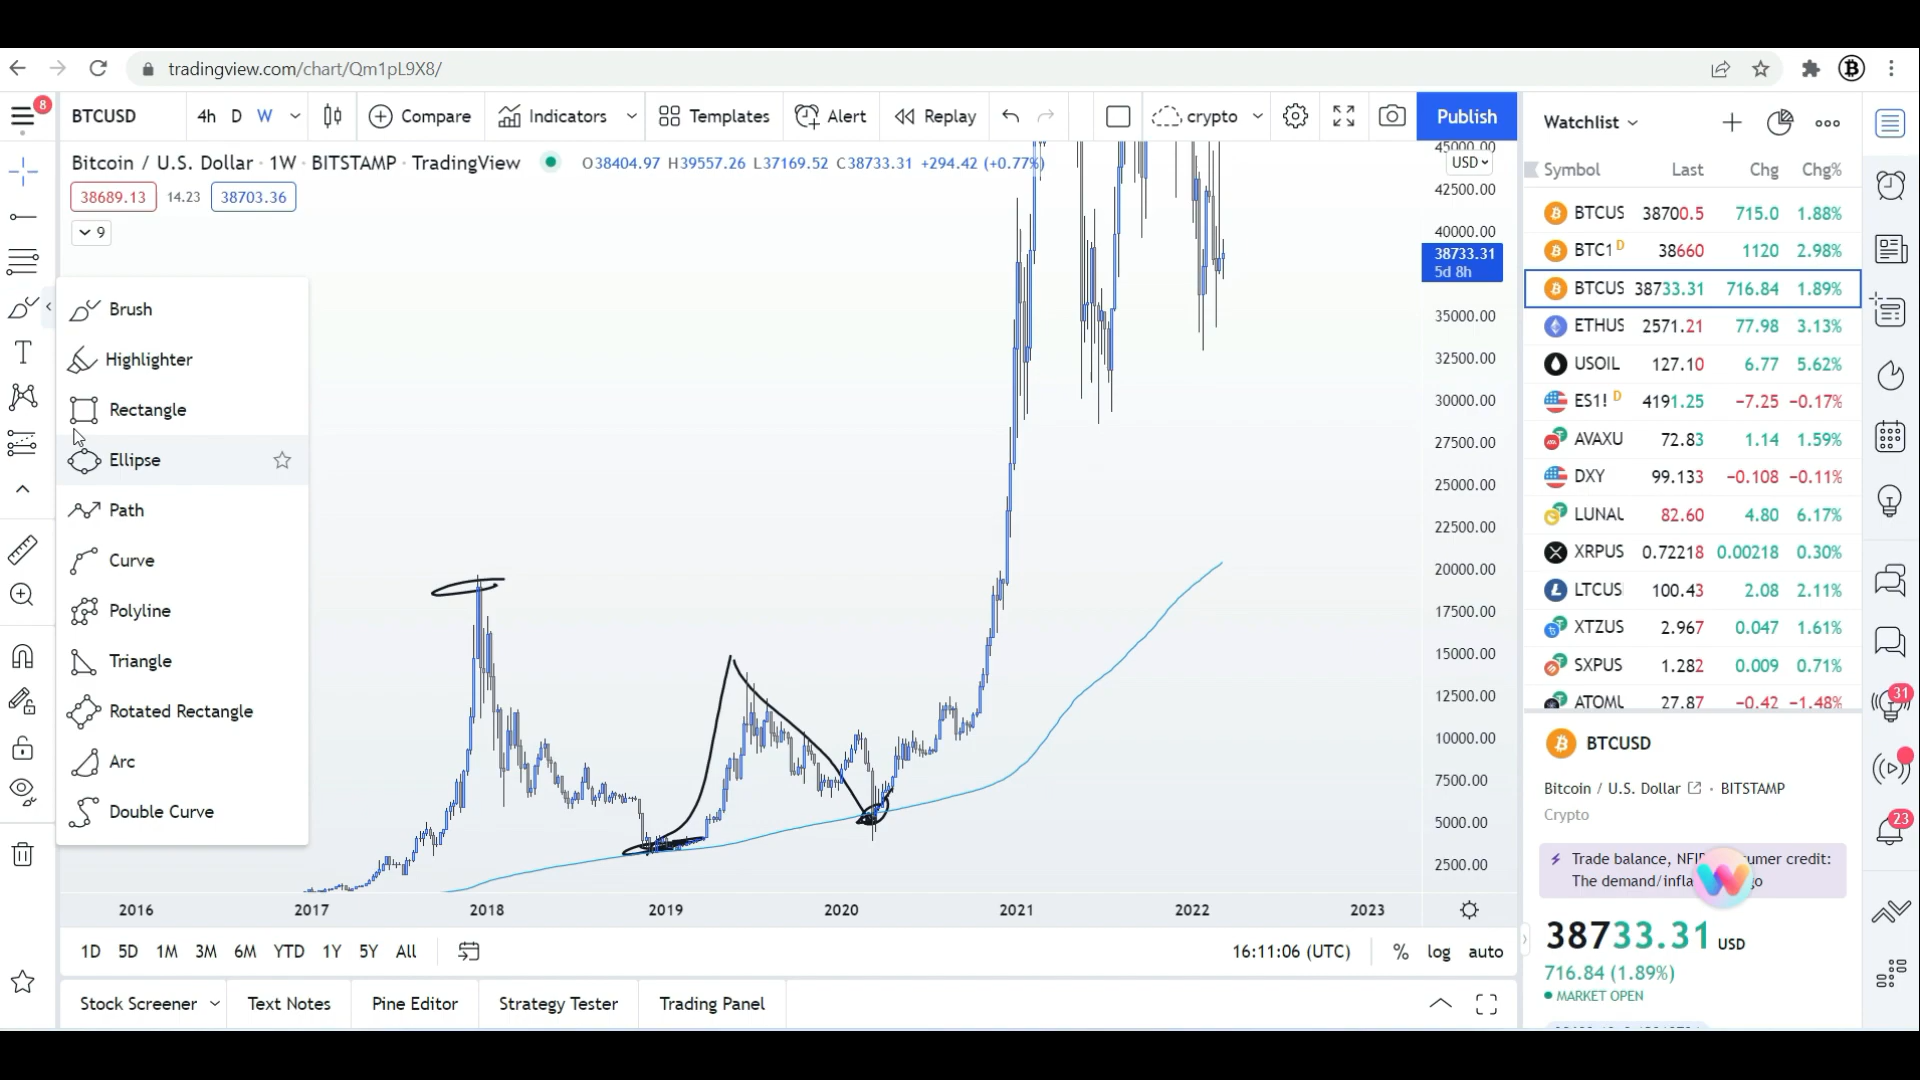 tradingview.com/chart/Qm1pL9X8/
8
BTCUSD 4h D W Compare Indicators Templates Alert Replay crypto Publish
Bitcoin / U.S. Dollar · 1W · BITSTAMP · TradingView O38404.97 H39557.26 L37169.52 C38733.31 +294.42 (+0.77%)
38689.13 14.23 38703.36
9
Brush
Highlighter
Rectangle
Ellipse
Path
Curve
Polyline
Triangle
Rotated Rectangle
Arc
Double Curve
45000.00
USD
42500.00
40000.00
38733.31
5d 8h
35000.00
32500.00
30000.00
27500.00
25000.00
22500.00
20000.00
17500.00
15000.00
12500.00
10000.00
7500.00
5000.00
2500.00
2016 2017 2018 2019 2020 2021 2022 2023
1D 5D 1M 3M 6M YTD 1Y 5Y All 16:11:06 (UTC) % log auto
Stock Screener Text Notes Pine Editor Strategy Tester Trading Panel
Watchlist
Symbol Last Chg Chg%
BTCUS 38700.5 715.0 1.88%
BTC1 D 38660 1120 2.98%
BTCUS 38733.31 716.84 1.89%
ETHUS 2571.21 77.98 3.13%
USOIL 127.10 6.77 5.62%
ES1! D 4191.25 −7.25 −0.17%
AVAXU 72.83 1.14 1.59%
DXY 99.133 −0.108 −0.11%
LUNAU 82.60 4.80 6.17%
XRPUS 0.72218 0.00218 0.30%
LTCUS 100.43 2.08 2.11%
XTZUS 2.967 0.047 1.61%
SXPUS 1.282 0.009 0.71%
ATOMU 27.87 −0.42 −1.48%
BTCUSD
Bitcoin / U.S. Dollar · BITSTAMP
Crypto
Trade balance, credit:
The
38733.31 USD
716.84 (1.89%)
MARKET OPEN
31
23